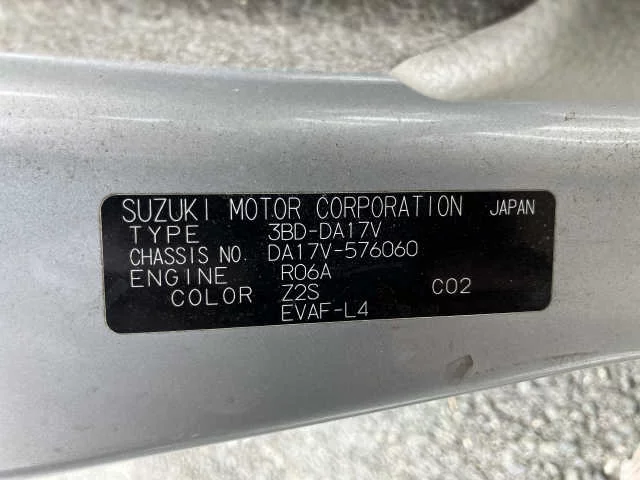 SUZUKI MOTOR CORPORATION JAPAN
TYPE 3BD-DA17V
CHASSIS NO. DA17V-576060
ENGINE R06A
COLOR Z2S C02
EVAF-L4